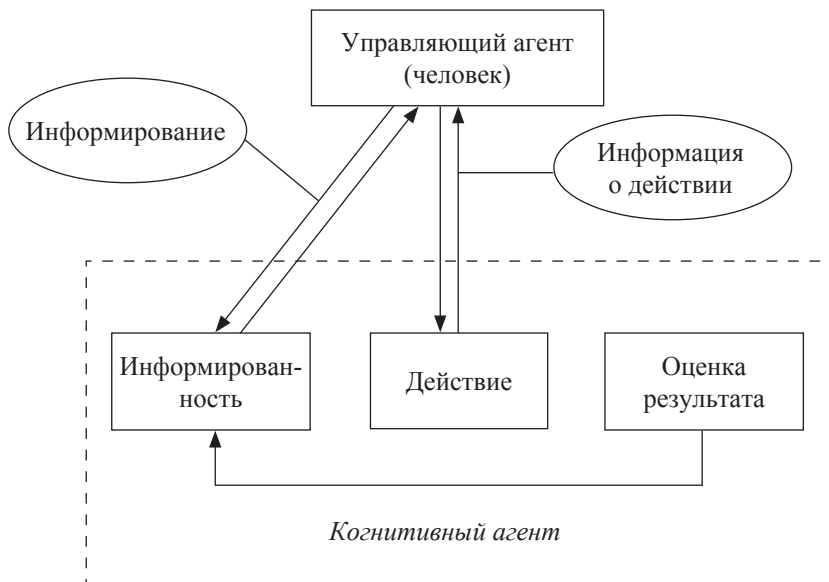 Управляющий агент
(человек)
Информирование
Информация
о действии
Информирован-
ность
Действие
Оценка
результата
Когнитивный агент